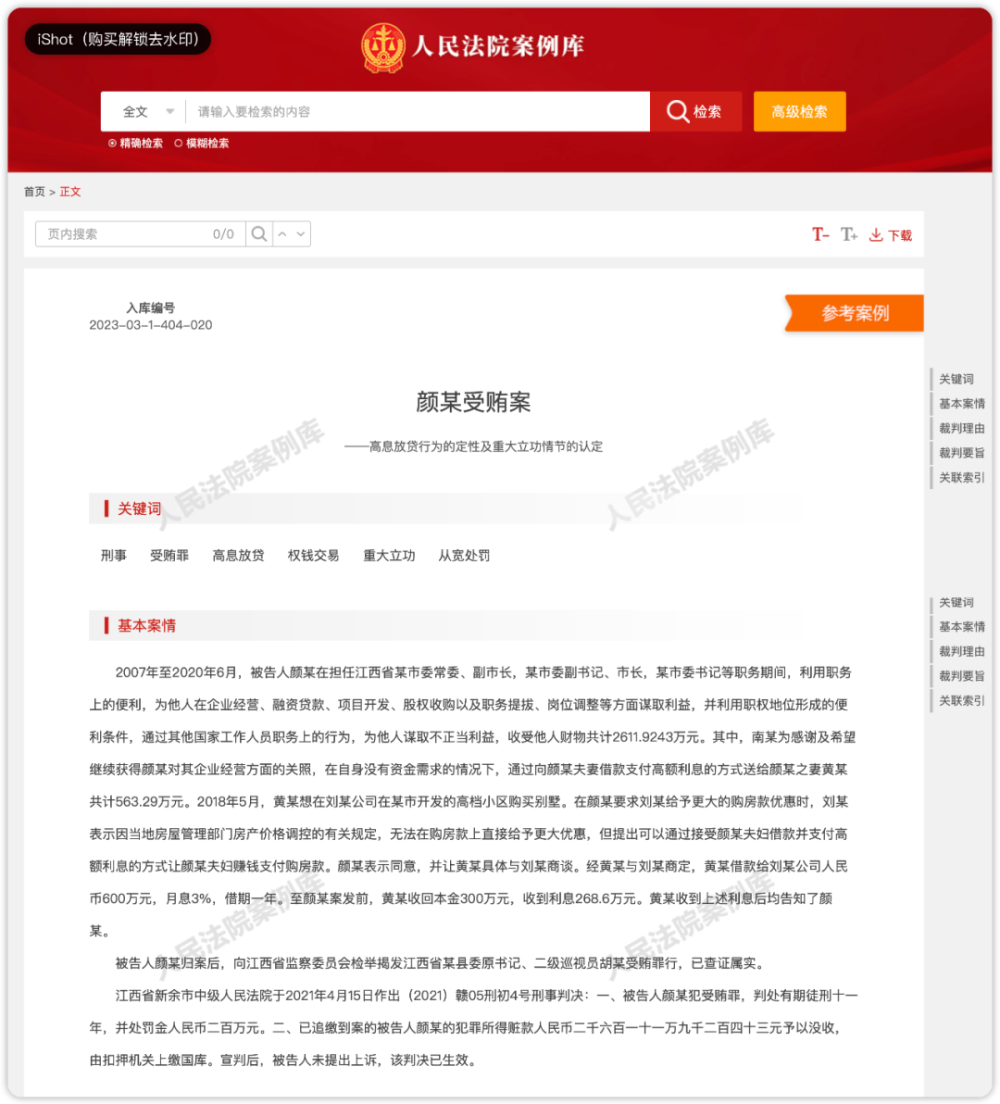 iShot（购买解锁去水印）
人民法院案例库
全文 请输入要检索的内容 检索 高级检索
精确检索 模糊检索
首页 > 正文
页内搜索 0/0 T- T+ 下载
入库编号
2023-03-1-404-020
参考案例
颜某受贿案
——高息放贷行为的定性及重大立功情节的认定
人民法院案例库 人民法院案例库
关键词
刑事 受贿罪 高息放贷 权钱交易 重大立功 从宽处罚
基本案情
2007年至2020年6月，被告人颜某在担任江西省某市委常委、副市长，某市委副书记、市长，某市委书记等职务期间，利用职务
上的便利，为他人在企业经营、融资贷款、项目开发、股权收购以及职务提拔、岗位调整等方面谋取利益，并利用职权地位形成的便
利条件，通过其他国家工作人员职务上的行为，为他人谋取不正当利益，收受他人财物共计2611.9243万元。其中，南某为感谢及希望
继续获得颜某对其企业经营方面的关照，在自身没有资金需求的情况下，通过向颜某夫妻借款支付高额利息的方式送给颜某之妻黄某
共计563.29万元。2018年5月，黄某想在刘某公司在某市开发的高档小区购买别墅。在颜某要求刘某给予更大的购房款优惠时，刘某
表示因当地房屋管理部门房产价格调控的有关规定，无法在购房款上直接给予更大优惠，但提出可以通过接受颜某夫妇借款并支付高
额利息的方式让颜某夫妇赚钱支付购房款。颜某表示同意，并让黄某具体与刘某商谈。经黄某与刘某商定，黄某借款给刘某公司人民
币600万元，月息3%，借期一年。至颜某案发前，黄某收回本金300万元，收到利息268.6万元。黄某收到上述利息后均告知了颜
某。
人民法院案例库 人民法院案例库
被告人颜某归案后，向江西省监察委员会检举揭发江西省某县委原书记、二级巡视员胡某受贿罪行，已查证属实。
江西省新余市中级人民法院于2021年4月15日作出（2021）赣05刑初4号刑事判决：一、被告人颜某犯受贿罪，判处有期徒刑十一
年，并处罚金人民币二百万元。二、已追缴到案的被告人颜某的犯罪所得赃款人民币二千六百一十一万九千二百四十三元予以没收，
由扣押机关上缴国库。宣判后，被告人未提出上诉，该判决已生效。
关键词
基本案情
裁判理由
裁判要旨
关联索引
关键词
基本案情
裁判理由
裁判要旨
关联索引